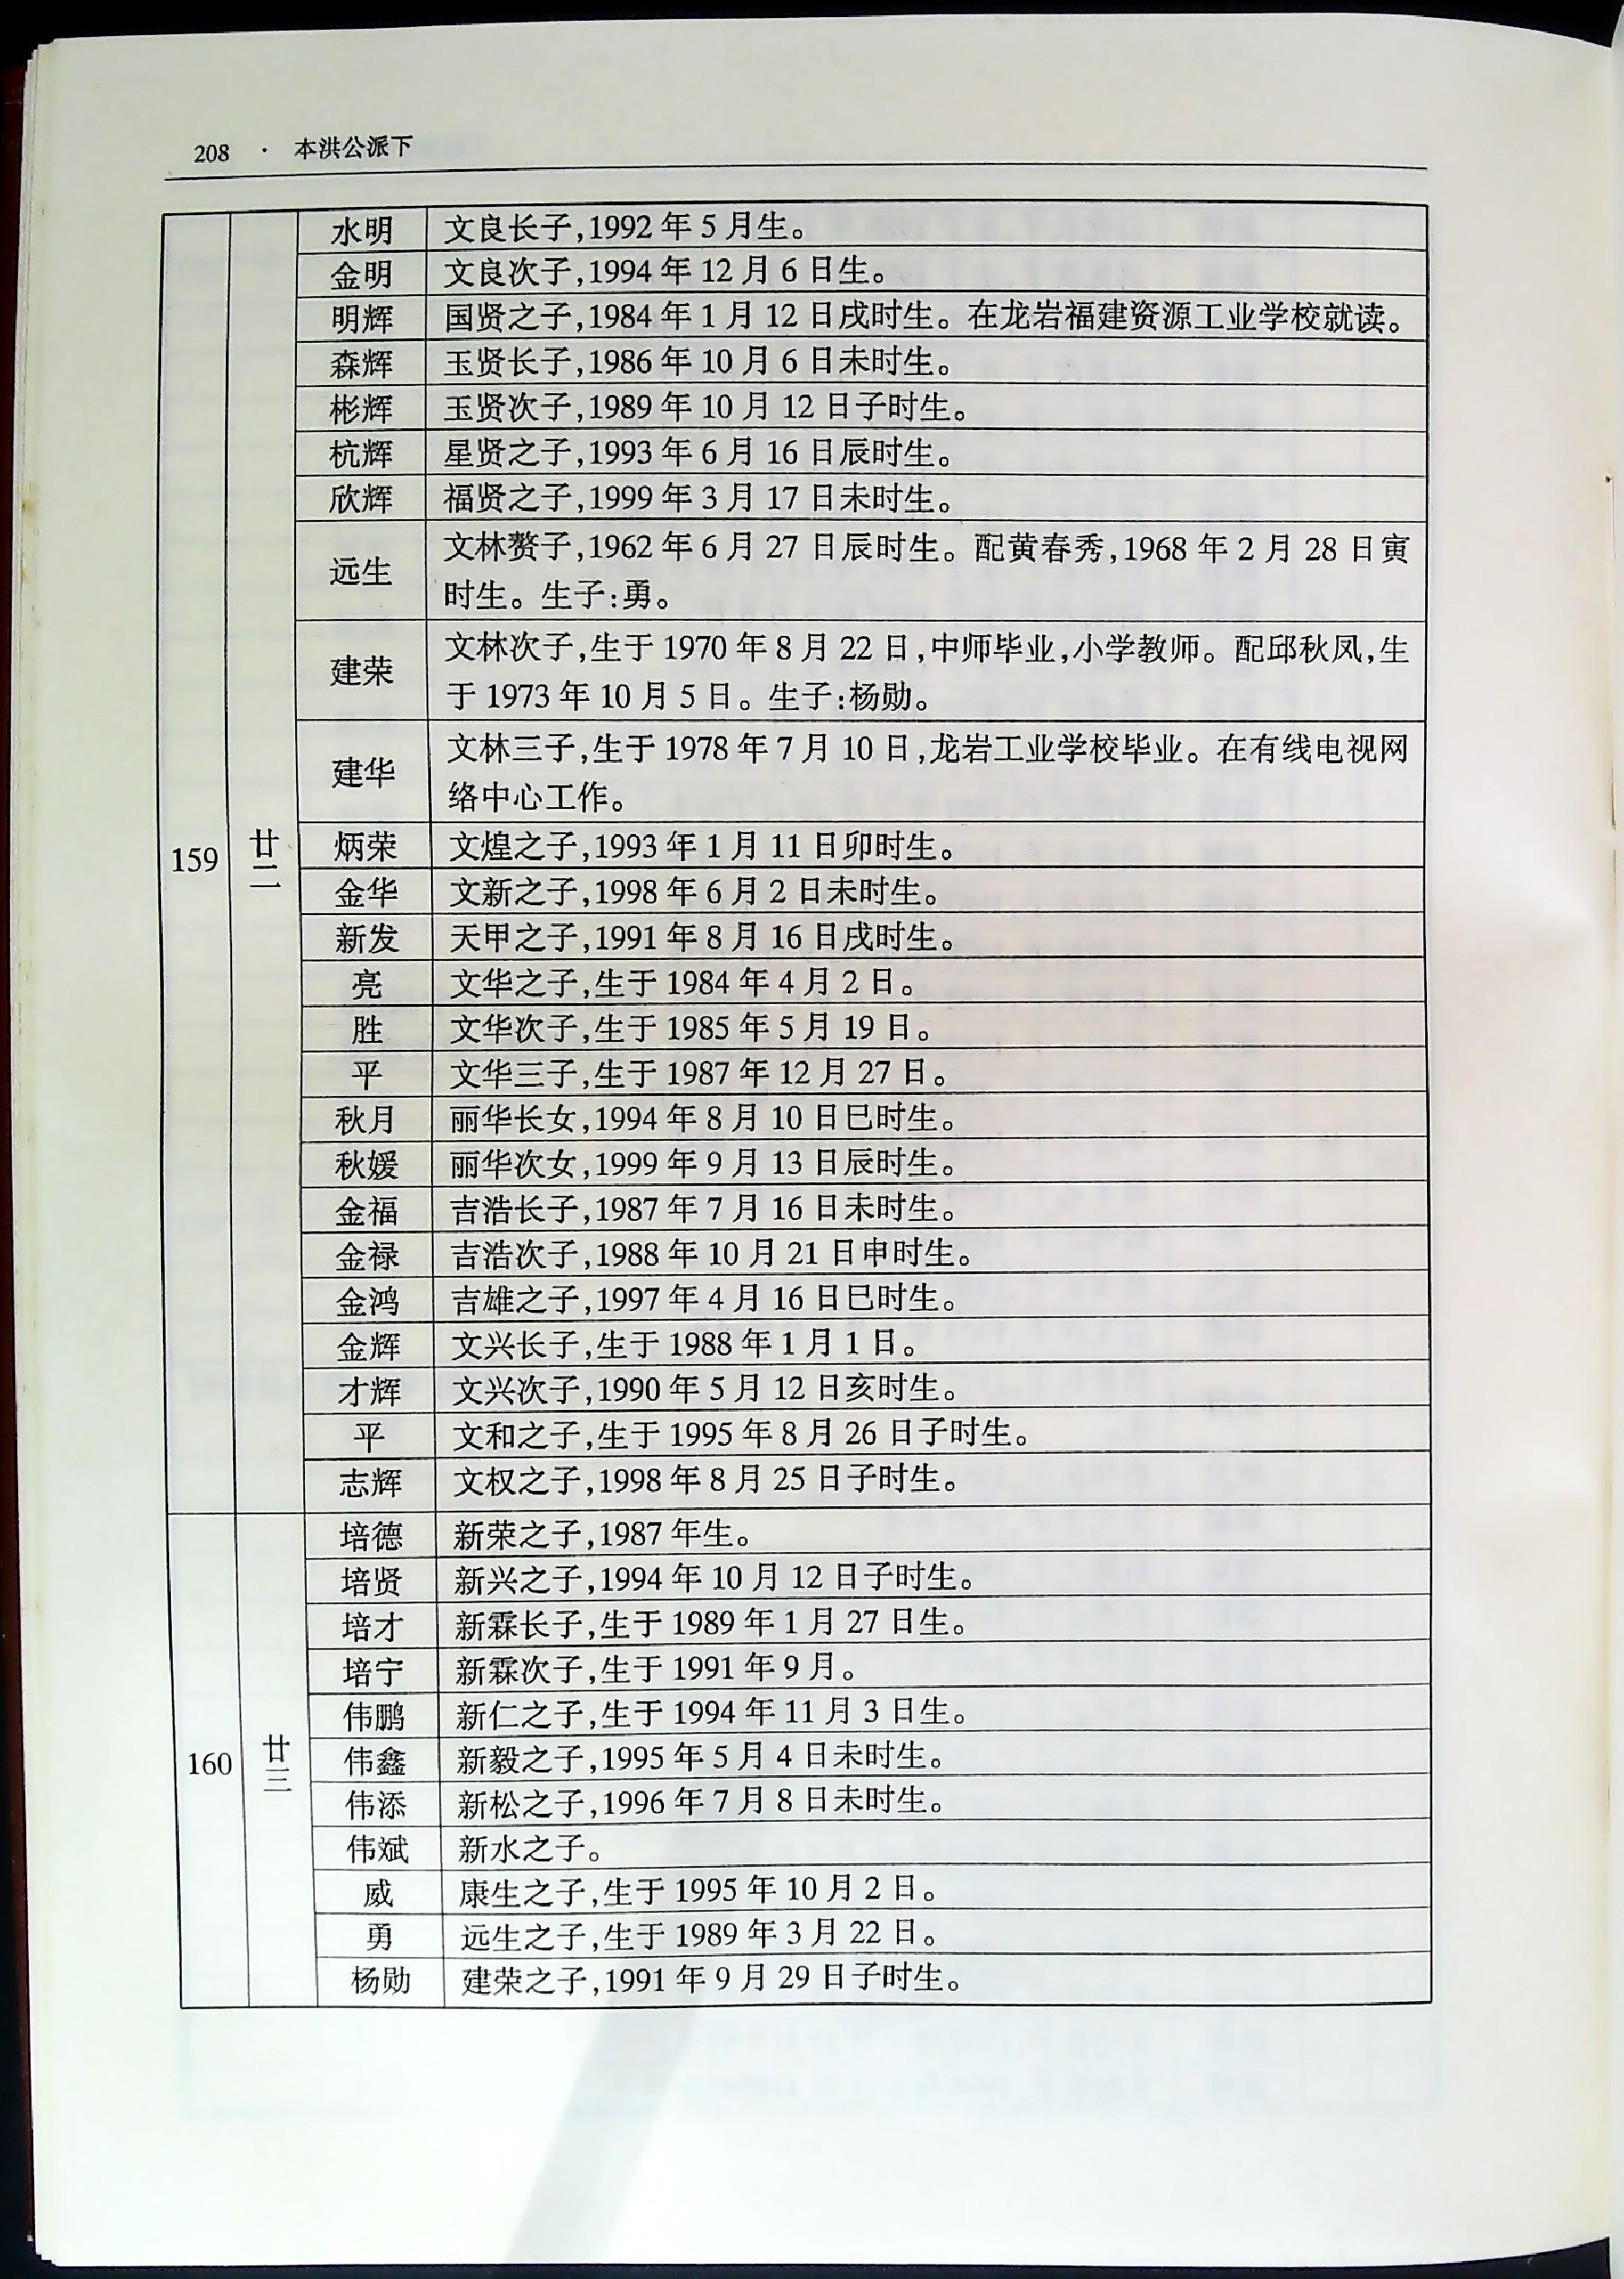 208 · 本洪公派下
水明 文良长子,1992 年 5 月生。
金明 文良次子,1994 年 12 月 6 日生。
明辉 国贤之子,1984 年 1 月 12 日戌时生。在龙岩福建资源工业学校就读。
森辉 玉贤长子,1986 年 10 月 6 日未时生。
彬辉 玉贤次子,1989 年 10 月 12 日子时生。
杭辉 星贤之子,1993 年 6 月 16 日辰时生。
欣辉 福贤之子,1999 年 3 月 17 日未时生。
远生 文林赘子,1962 年 6 月 27 日辰时生。配黄春秀,1968 年 2 月 28 日寅
时生。生子:勇。
建荣 文林次子,生于 1970 年 8 月 22 日,中师毕业,小学教师。配邱秋凤,生
于 1973 年 10 月 5 日。生子:杨勋。
建华 文林三子,生于 1978 年 7 月 10 日,龙岩工业学校毕业。在有线电视网
络中心工作。
159 廿二 炳荣 文煌之子,1993 年 1 月 11 日卯时生。
金华 文新之子,1998 年 6 月 2 日未时生。
新发 天甲之子,1991 年 8 月 16 日戌时生。
亮 文华之子,生于 1984 年 4 月 2 日。
胜 文华次子,生于 1985 年 5 月 19 日。
平 文华三子,生于 1987 年 12 月 27 日。
秋月 丽华长女,1994 年 8 月 10 日巳时生。
秋媛 丽华次女,1999 年 9 月 13 日辰时生。
金福 吉浩长子,1987 年 7 月 16 日未时生。
金禄 吉浩次子,1988 年 10 月 21 日申时生。
金鸿 吉雄之子,1997 年 4 月 16 日巳时生。
金辉 文兴长子,生于 1988 年 1 月 1 日。
才辉 文兴次子,1990 年 5 月 12 日亥时生。
平 文和之子,生于 1995 年 8 月 26 日子时生。
志辉 文权之子,1998 年 8 月 25 日子时生。
培德 新荣之子,1987 年生。
培贤 新兴之子,1994 年 10 月 12 日子时生。
培才 新霖长子,生于 1989 年 1 月 27 日生。
培宁 新霖次子,生于 1991 年 9 月。
伟鹏 新仁之子,生于 1994 年 11 月 3 日生。
160 廿三 伟鑫 新毅之子,1995 年 5 月 4 日未时生。
伟添 新松之子,1996 年 7 月 8 日未时生。
伟斌 新水之子。
威 康生之子,生于 1995 年 10 月 2 日。
勇 远生之子,生于 1989 年 3 月 22 日。
杨勋 建荣之子,1991 年 9 月 29 日子时生。